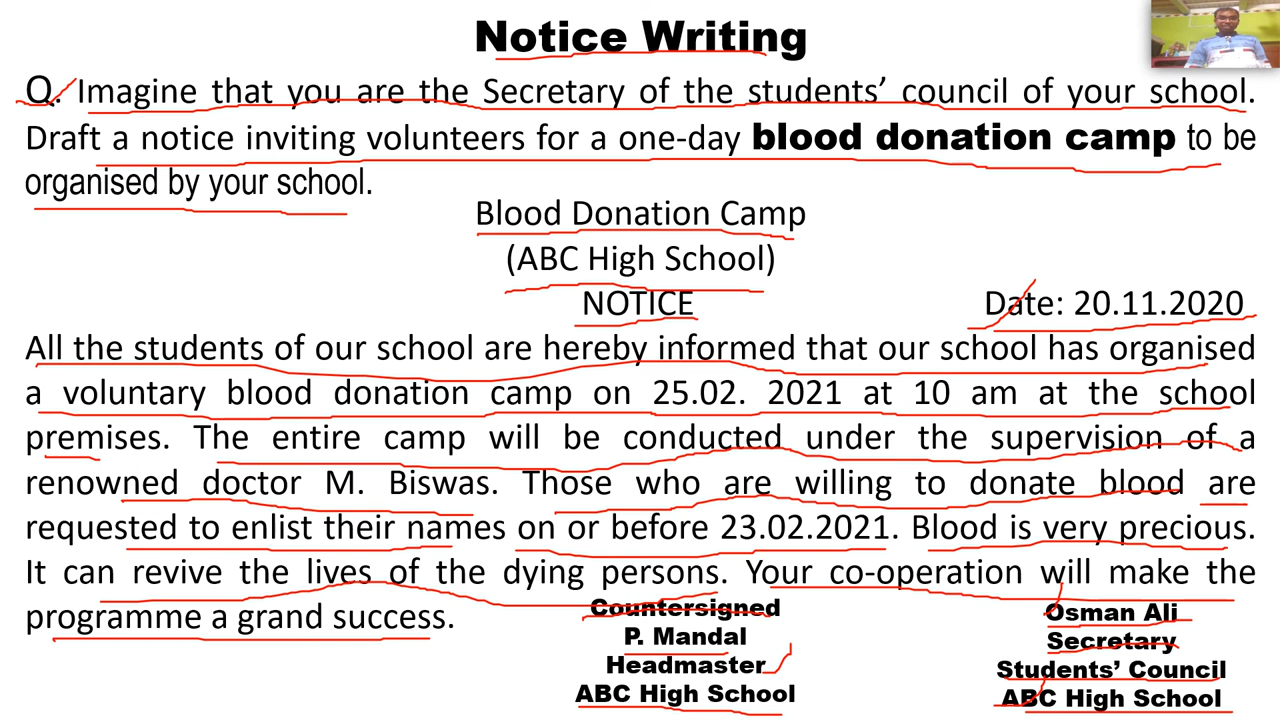 Notice Writing
Q. Imagine that you are the Secretary of the students’ council of your school.
Draft a notice inviting volunteers for a one-day blood donation camp to be
organised by your school.
Blood Donation Camp
(ABC High School)
NOTICE Date: 20.11.2020
All the students of our school are hereby informed that our school has organised
a voluntary blood donation camp on 25.02. 2021 at 10 am at the school
premises. The entire camp will be conducted under the supervision of a
renowned doctor M. Biswas. Those who are willing to donate blood are
requested to enlist their names on or before 23.02.2021. Blood is very precious.
It can revive the lives of the dying persons. Your co-operation will make the
programme a grand success.
Countersigned
P. Mandal
Headmaster
ABC High School
Osman Ali
Secretary
Students’ Council
ABC High School